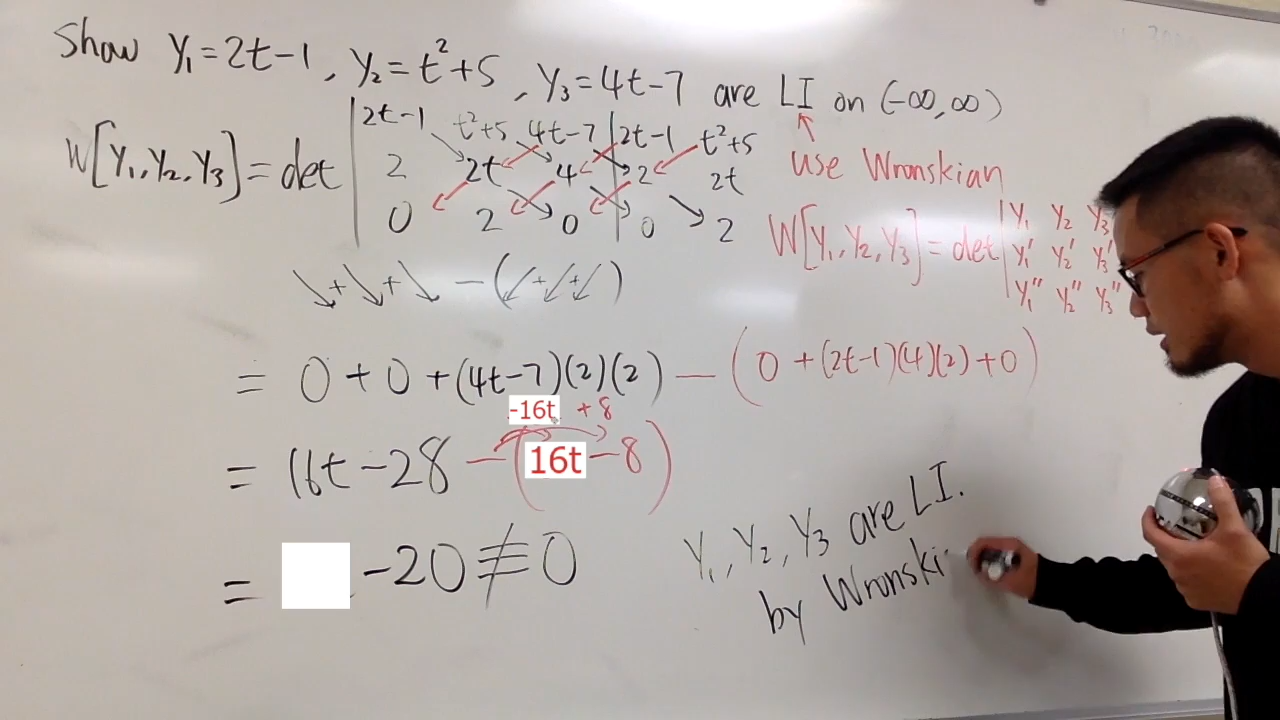 Show y₁=2t-1, y₂=t²+5, y₃=4t-7 are LI on (-∞,∞)
use Wronskian
W[y₁,y₂,y₃]=det | y₁ y₂ y₃
y₁' y₂' y₃'
y₁'' y₂'' y₃''
W[y₁,y₂,y₃]=det | 2t-1 t²+5 4t-7 | 2t-1 t²+5
2 2t 4 2 2t
0 2 0 0 2
↘+↘+↘-(↙+↙+↙)
= 0+0+(4t-7)(2)(2)-(0+(2t-1)(4)(2)+0)
-16t +8
= 16t-28-(16t-8)
= -20≢0
y₁,y₂,y₃ are LI.
by Wronski